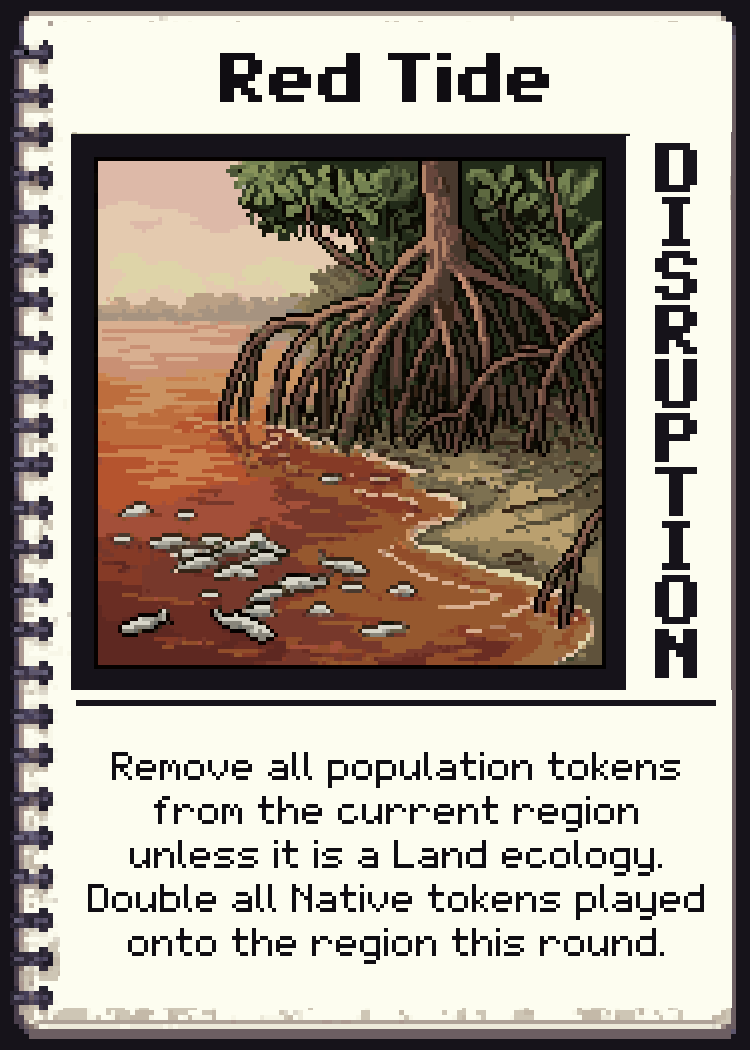 Red Tide
DISRUPTION
Remove all population tokens
from the current region
unless it is a Land ecology.
Double all Native tokens played
onto the region this round.